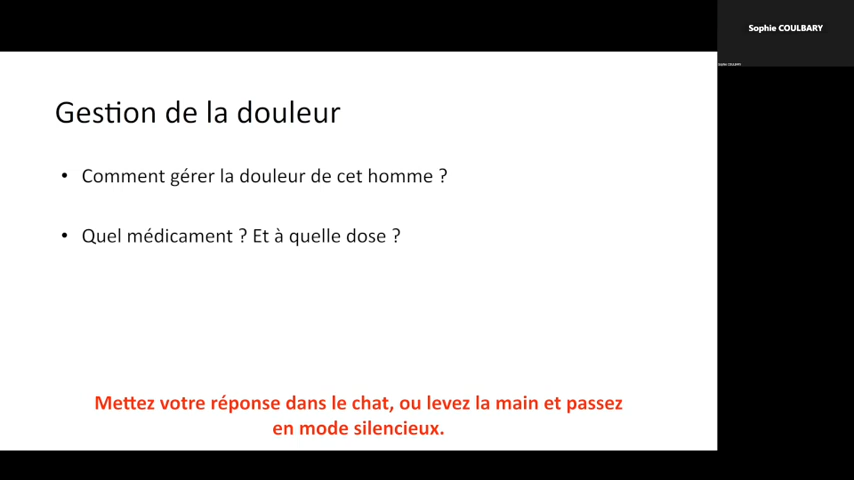 Sophie COULBARY
Gestion de la douleur
• Comment gérer la douleur de cet homme ?
• Quel médicament ? Et à quelle dose ?
Mettez votre réponse dans le chat, ou levez la main et passez
en mode silencieux.